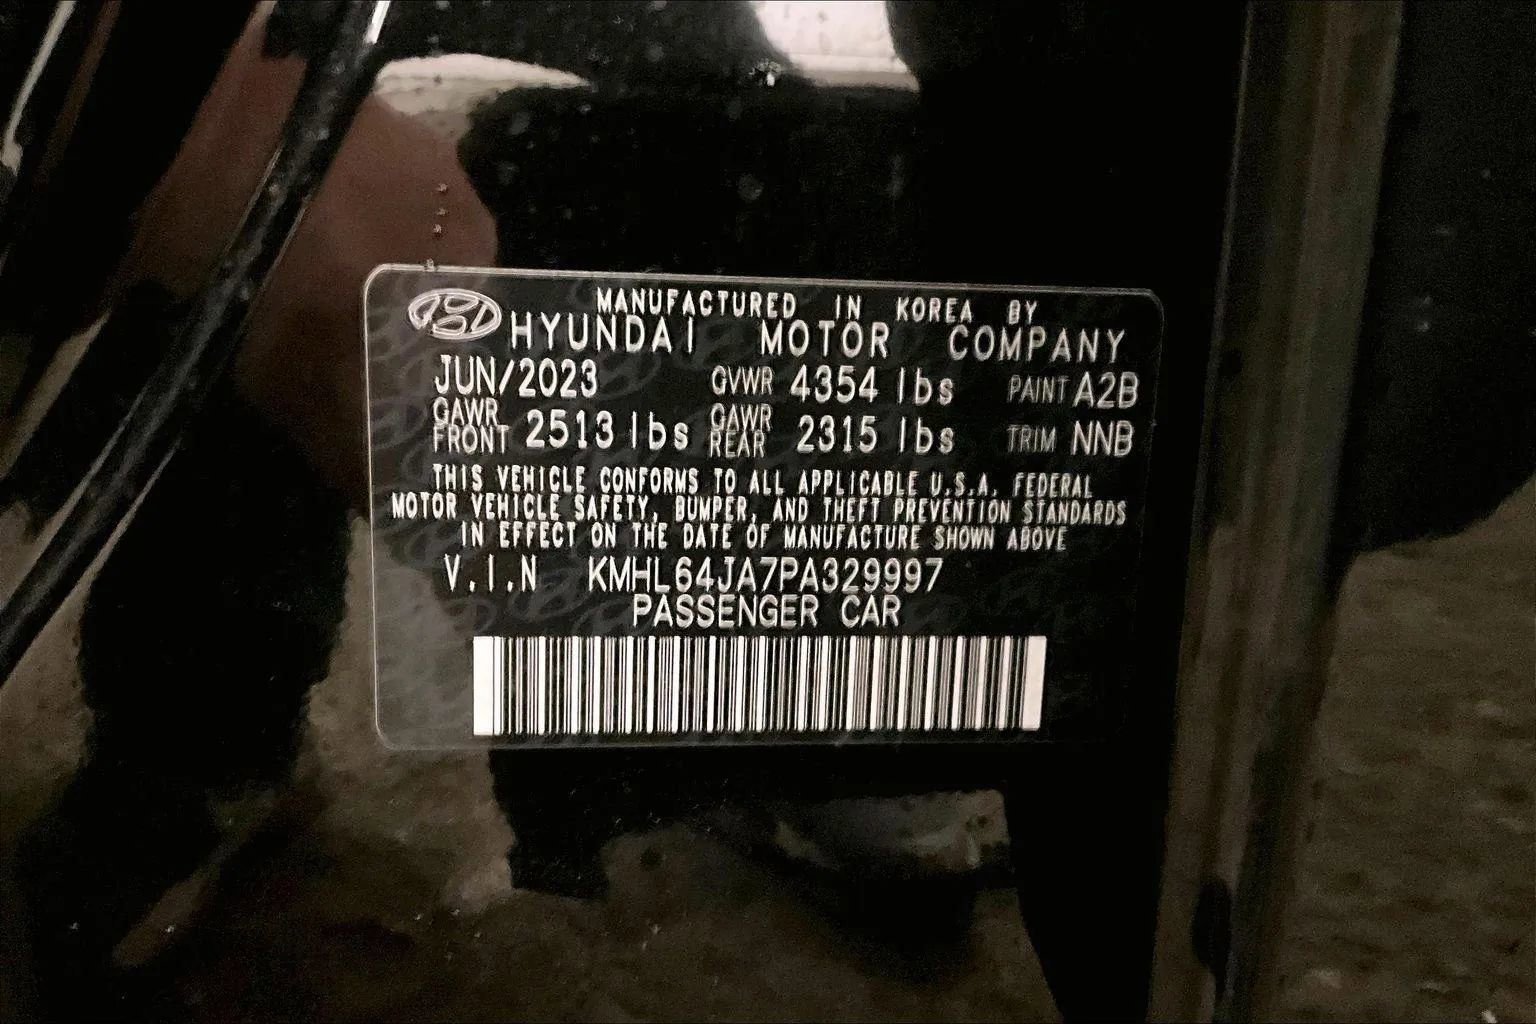 MANUFACTURED IN KOREA BY
HYUNDAI MOTOR COMPANY
JUN/2023 GVWR 4354 lbs PAINT A2B
GAWR FRONT 2513 lbs GAWR REAR 2315 lbs TRIM NNB
THIS VEHICLE CONFORMS TO ALL APPLICABLE U.S.A. FEDERAL
MOTOR VEHICLE SAFETY, BUMPER, AND THEFT PREVENTION STANDARDS
IN EFFECT ON THE DATE OF MANUFACTURE SHOWN ABOVE
V.I.N KMHL64JA7PA329997
PASSENGER CAR